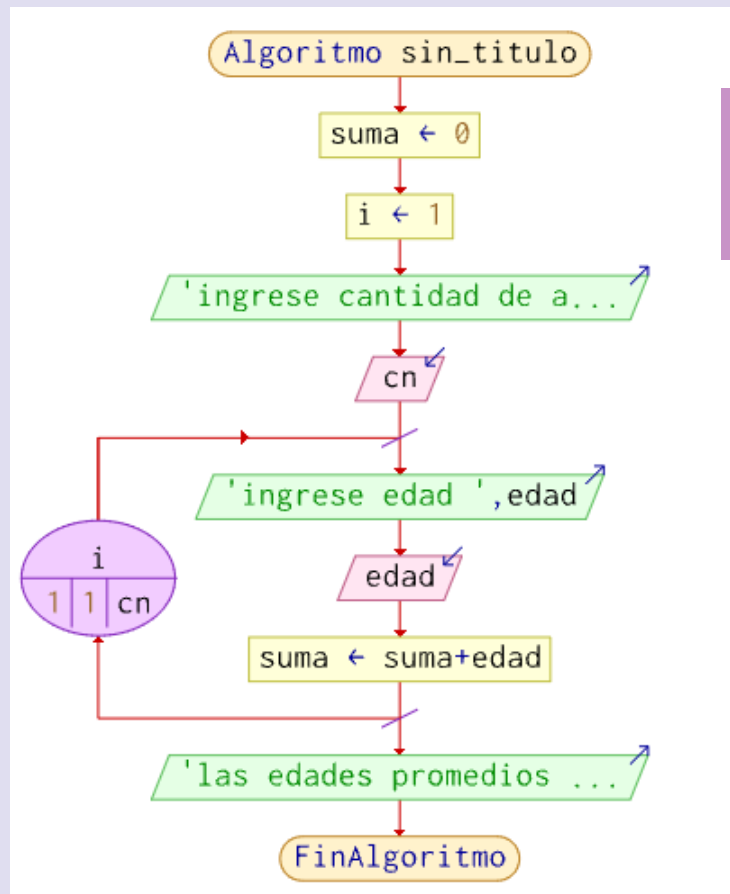 Algoritmo sin_titulo
suma ← 0
i ← 1
'ingrese cantidad de a...
cn
'ingrese edad ',edad
i
1 1 cn
edad
suma ← suma+edad
'las edades promedios ...
FinAlgoritmo